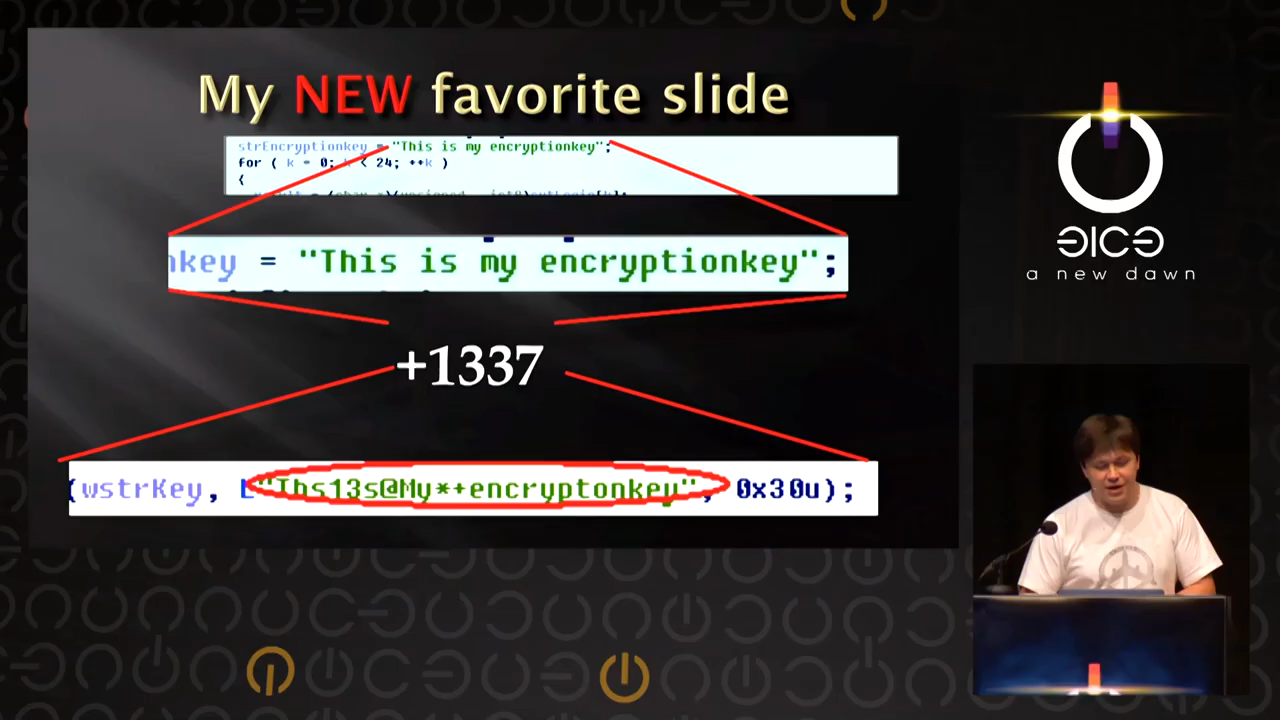 My NEW favorite slide
strEncryptionkey = "This is my encryptionkey";
for ( k = 0; k < 24; ++k )
{
nkey = "This is my encryptionkey";
+1337
(wstrKey, L"Ths13s@My*+encryptonkey", 0x30u);
a new dawn